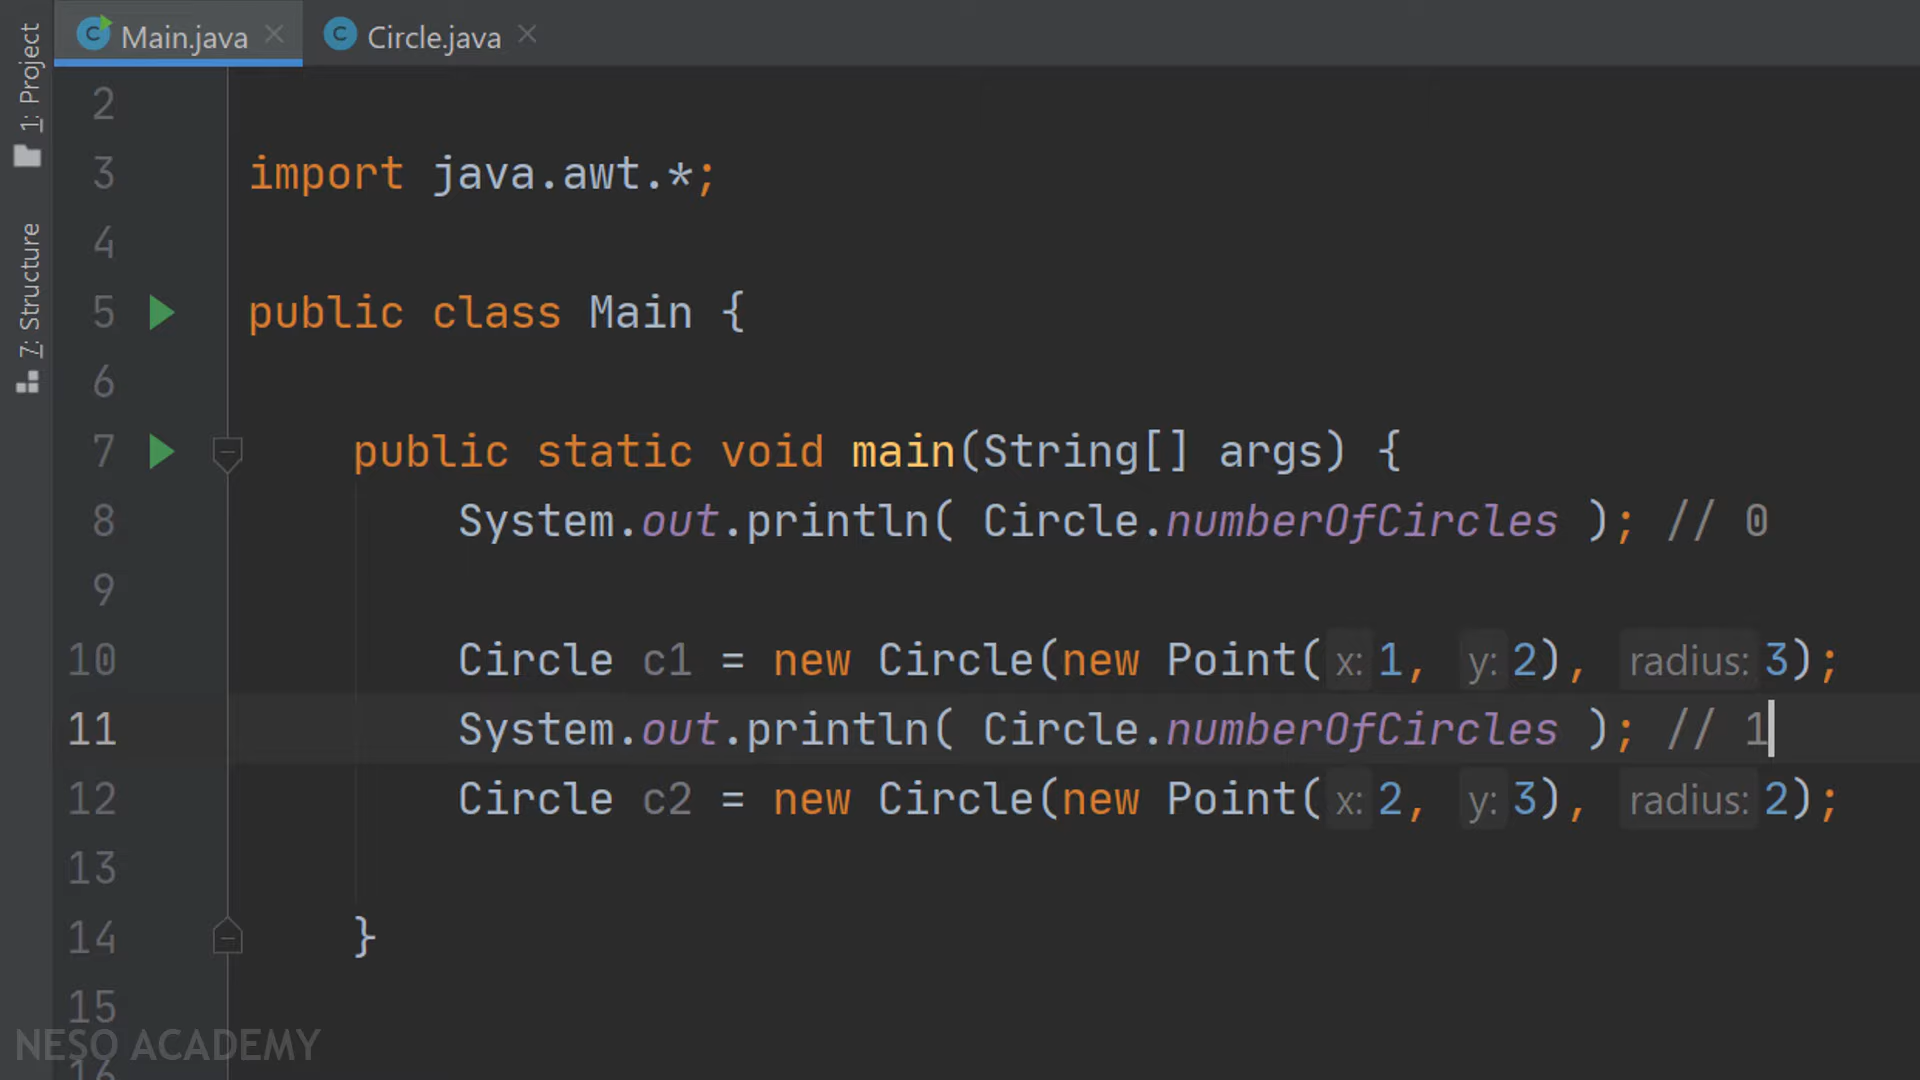 Main.java
Circle.java
1: Project
7: Structure
2
3 import java.awt.*;
4
5 public class Main {
6
7 public static void main(String[] args) {
8 System.out.println( Circle.numberOfCircles ); // 0
9
10 Circle c1 = new Circle(new Point( x: 1, y: 2), radius: 3);
11 System.out.println( Circle.numberOfCircles ); // 1
12 Circle c2 = new Circle(new Point( x: 2, y: 3), radius: 2);
13
14 }
15
NESO ACADEMY
16